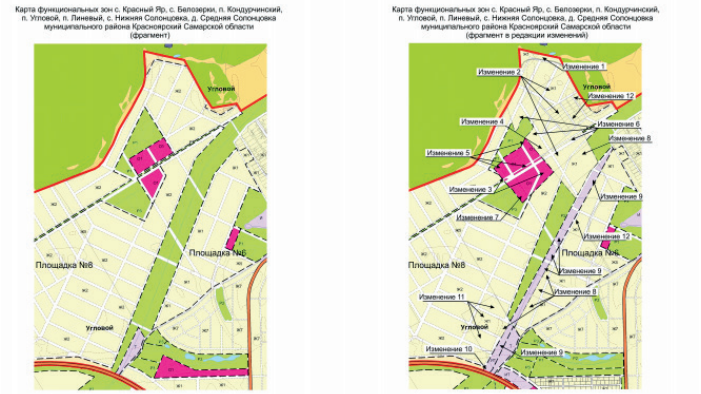 Карта функциональных зон с. Красный Яр, с. Белозерки, п. Кондурчинский,
п. Угловой, п. Линевый, с. Нижняя Солонцовка, д. Средняя Солонцовка
муниципального района Красноярский Самарской области
(фрагмент)
Угловой
Площадка №8
Площадка №6
Угловой
Карта функциональных зон с. Красный Яр, с. Белозерки, п. Кондурчинский,
п. Угловой, п. Линевый, с. Нижняя Солонцовка, д. Средняя Солонцовка
муниципального района Красноярский Самарской области
(фрагмент в редакции изменений)
Изменение 1
Изменение 2
Угловой
Изменение 12
Изменение 4
Изменение 6
Изменение 8
Изменение 5
Изменение 3
Изменение 9
Изменение 7
Изменение 12
Площадка №6
Площадка №8
Изменение 9
Изменение 8
Изменение 11
Угловой
Изменение 10
Изменение 9